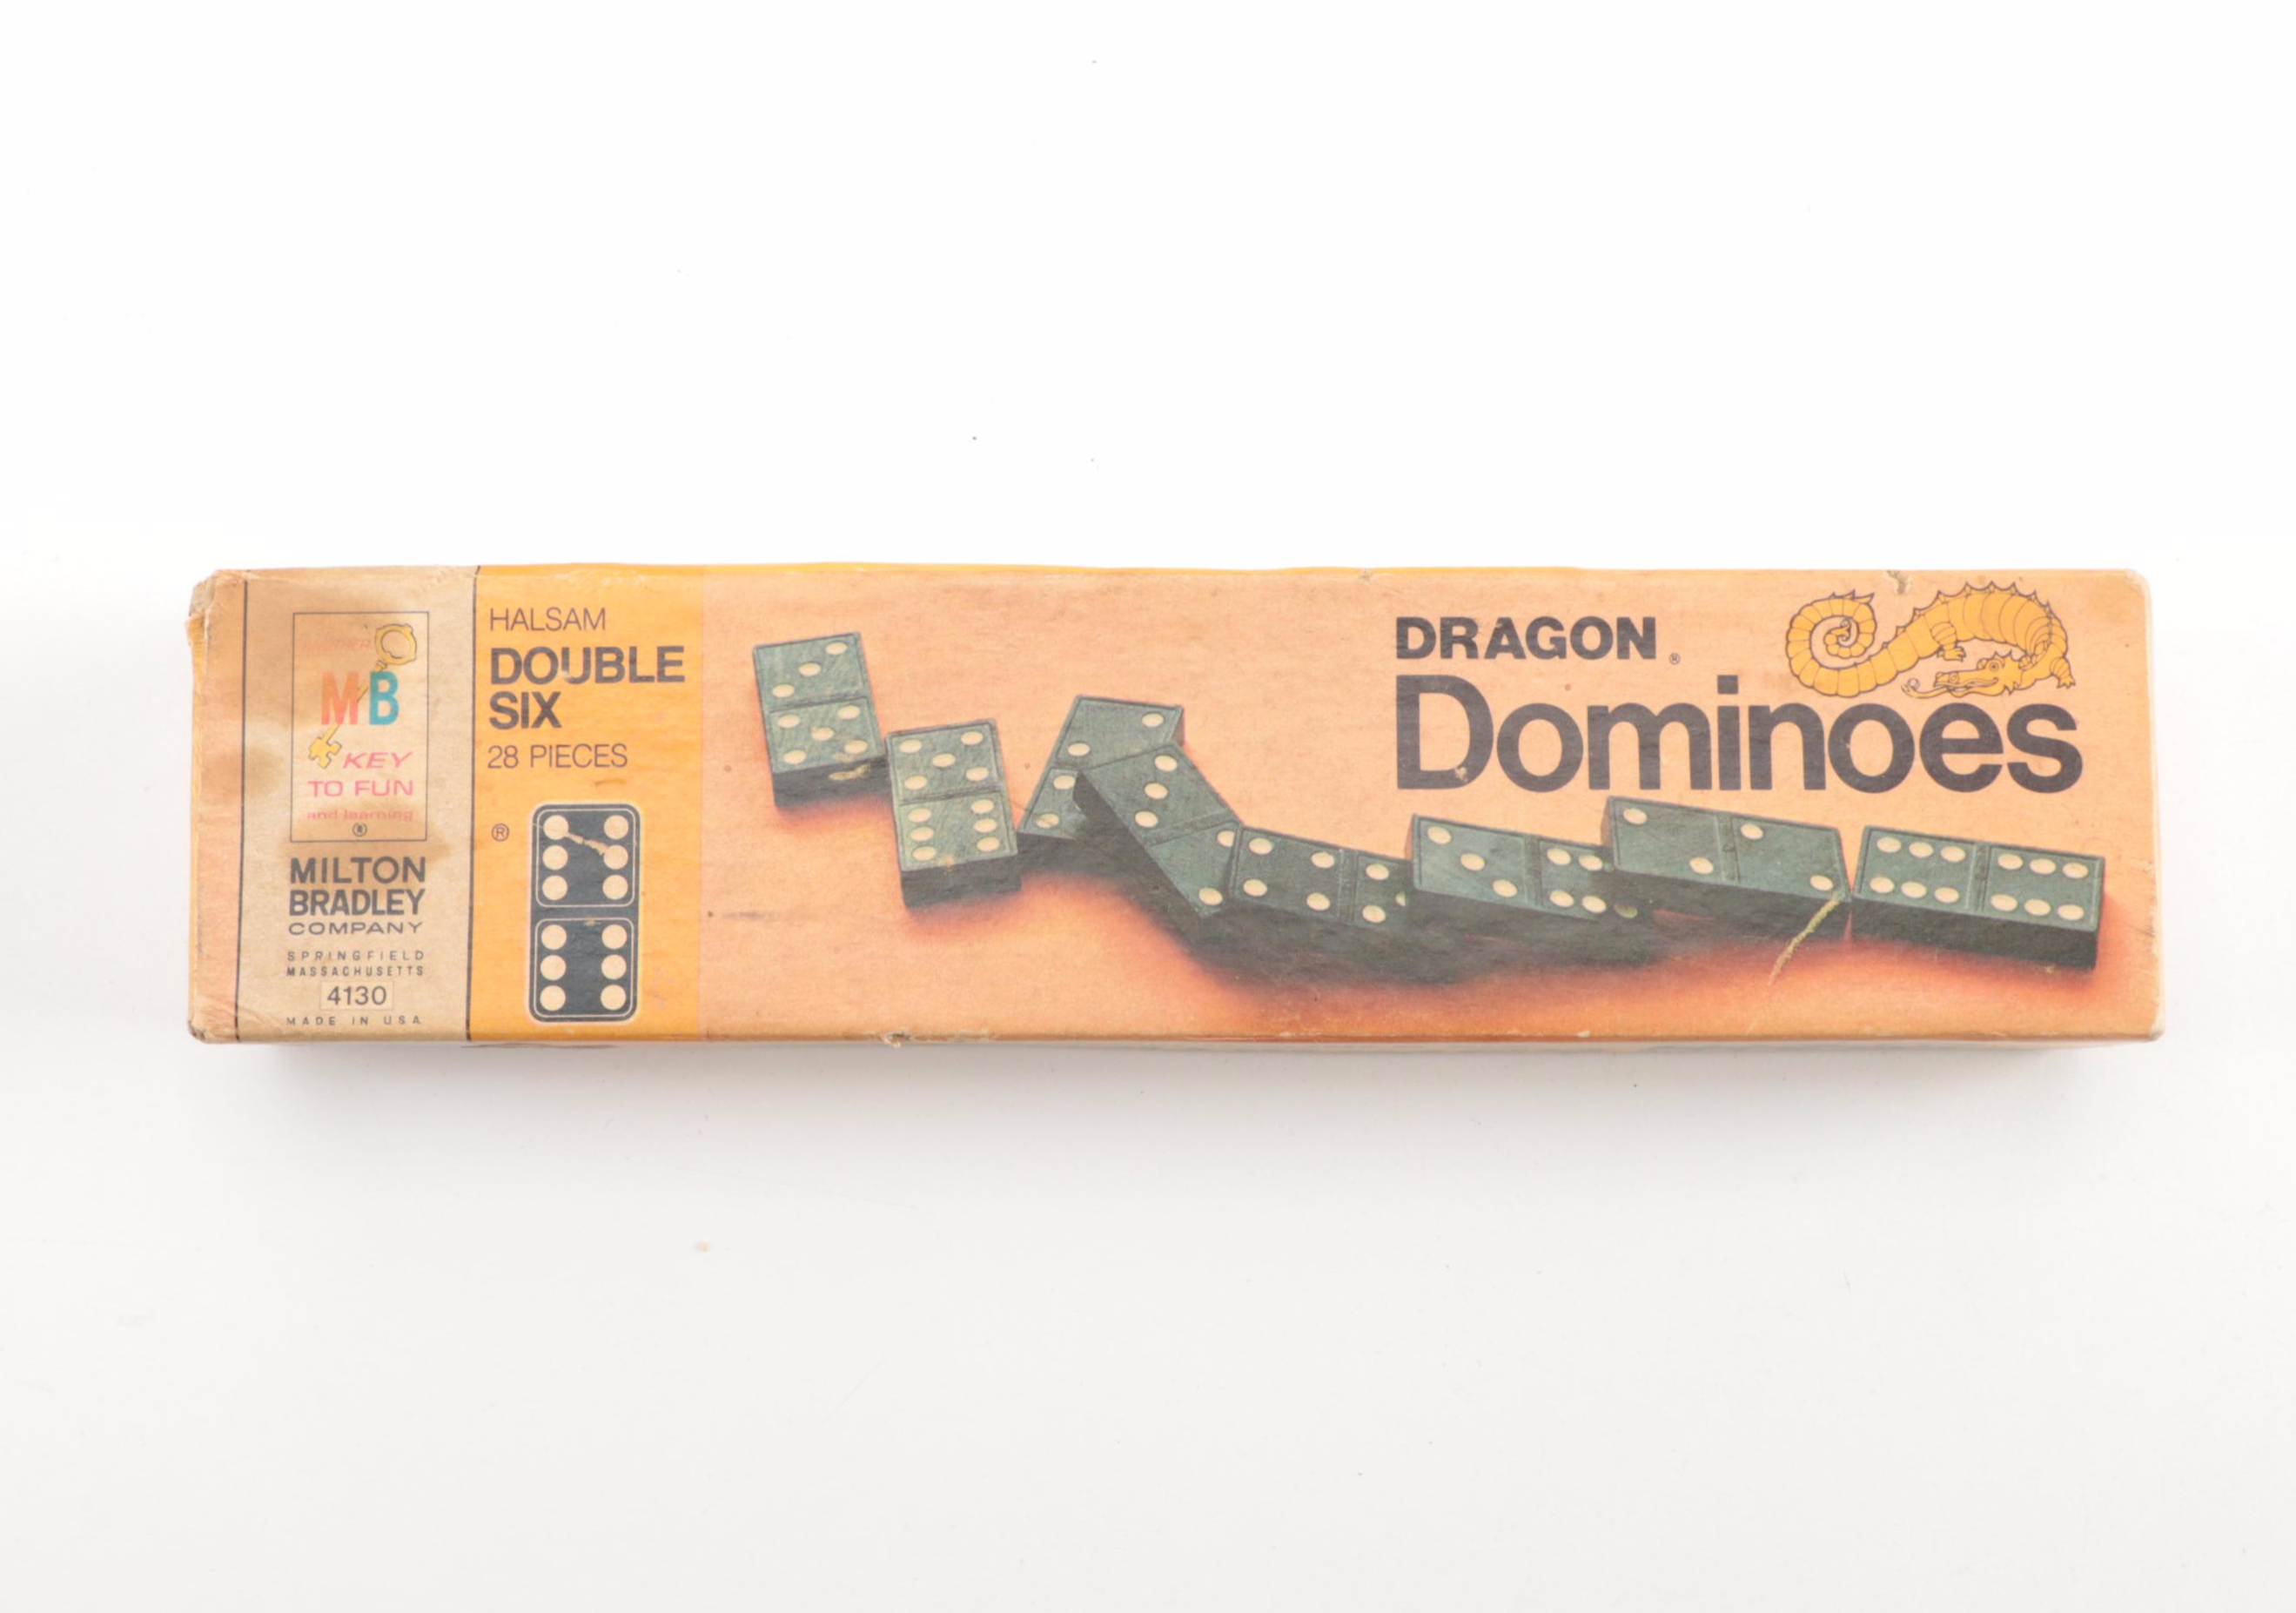 ANOTHER
MB
KEY
TO FUN
and learning
®
MILTON
BRADLEY
COMPANY
SPRINGFIELD
MASSACHUSETTS
4130
MADE IN U.S.A.
HALSAM
DOUBLE
SIX
28 PIECES
®
DRAGON®
Dominoes